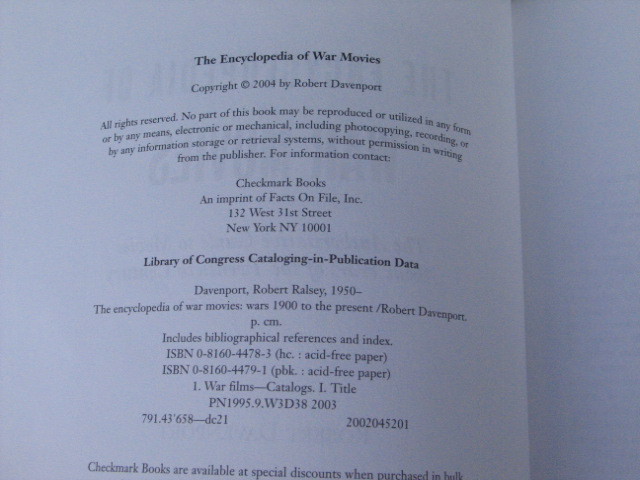 The Encyclopedia of War Movies
Copyright © 2004 by Robert Davenport
All rights reserved. No part of this book may be reproduced or utilized in any form
or by any means, electronic or mechanical, including photocopying, recording, or
by any information storage or retrieval systems, without permission in writing
from the publisher. For information contact:
Checkmark Books
An imprint of Facts On File, Inc.
132 West 31st Street
New York NY 10001
Library of Congress Cataloging-in-Publication Data
Davenport, Robert Ralsey, 1950–
The encyclopedia of war movies: wars 1900 to the present /Robert Davenport.
p. cm.
Includes bibliographical references and index.
ISBN 0-8160-4478-3 (hc. : acid-free paper)
ISBN 0-8160-4479-1 (pbk. : acid-free paper)
1. War films—Catalogs. I. Title
PN1995.9.W3D38 2003
791.43'658—dc21 2002045201
Checkmark Books are available at special discounts when purchased in bulk